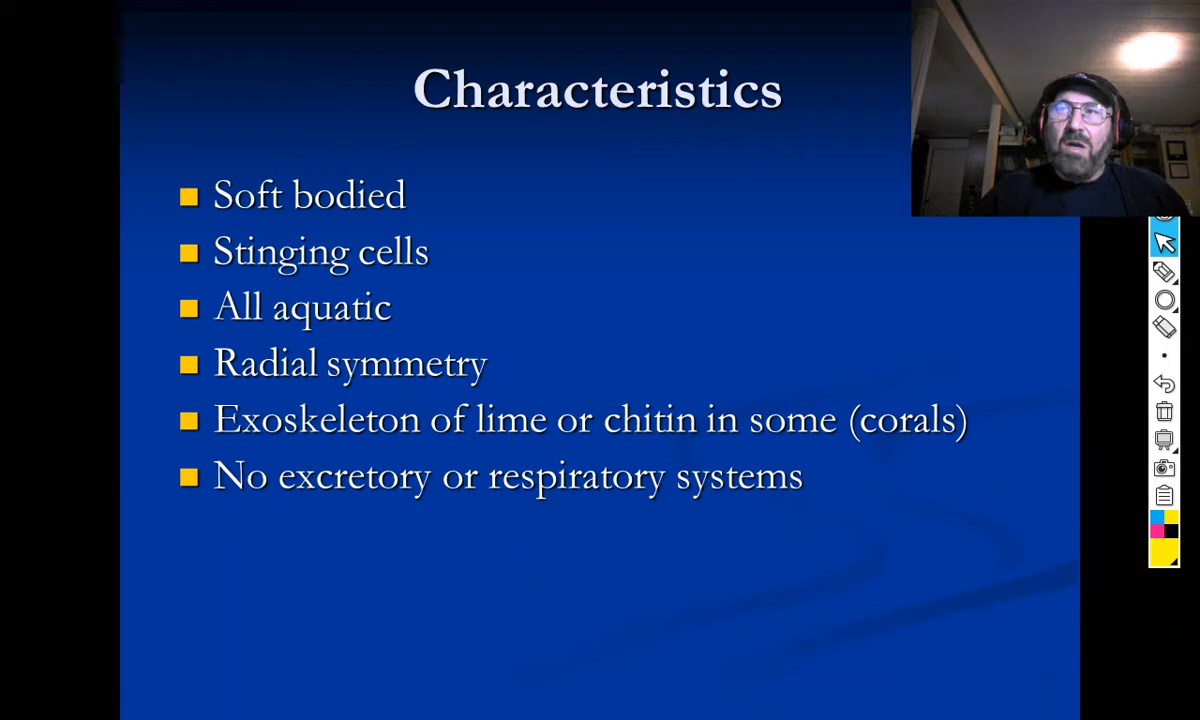 Characteristics
Soft bodied
Stinging cells
All aquatic
Radial symmetry
Exoskeleton of lime or chitin in some (corals)
No excretory or respiratory systems